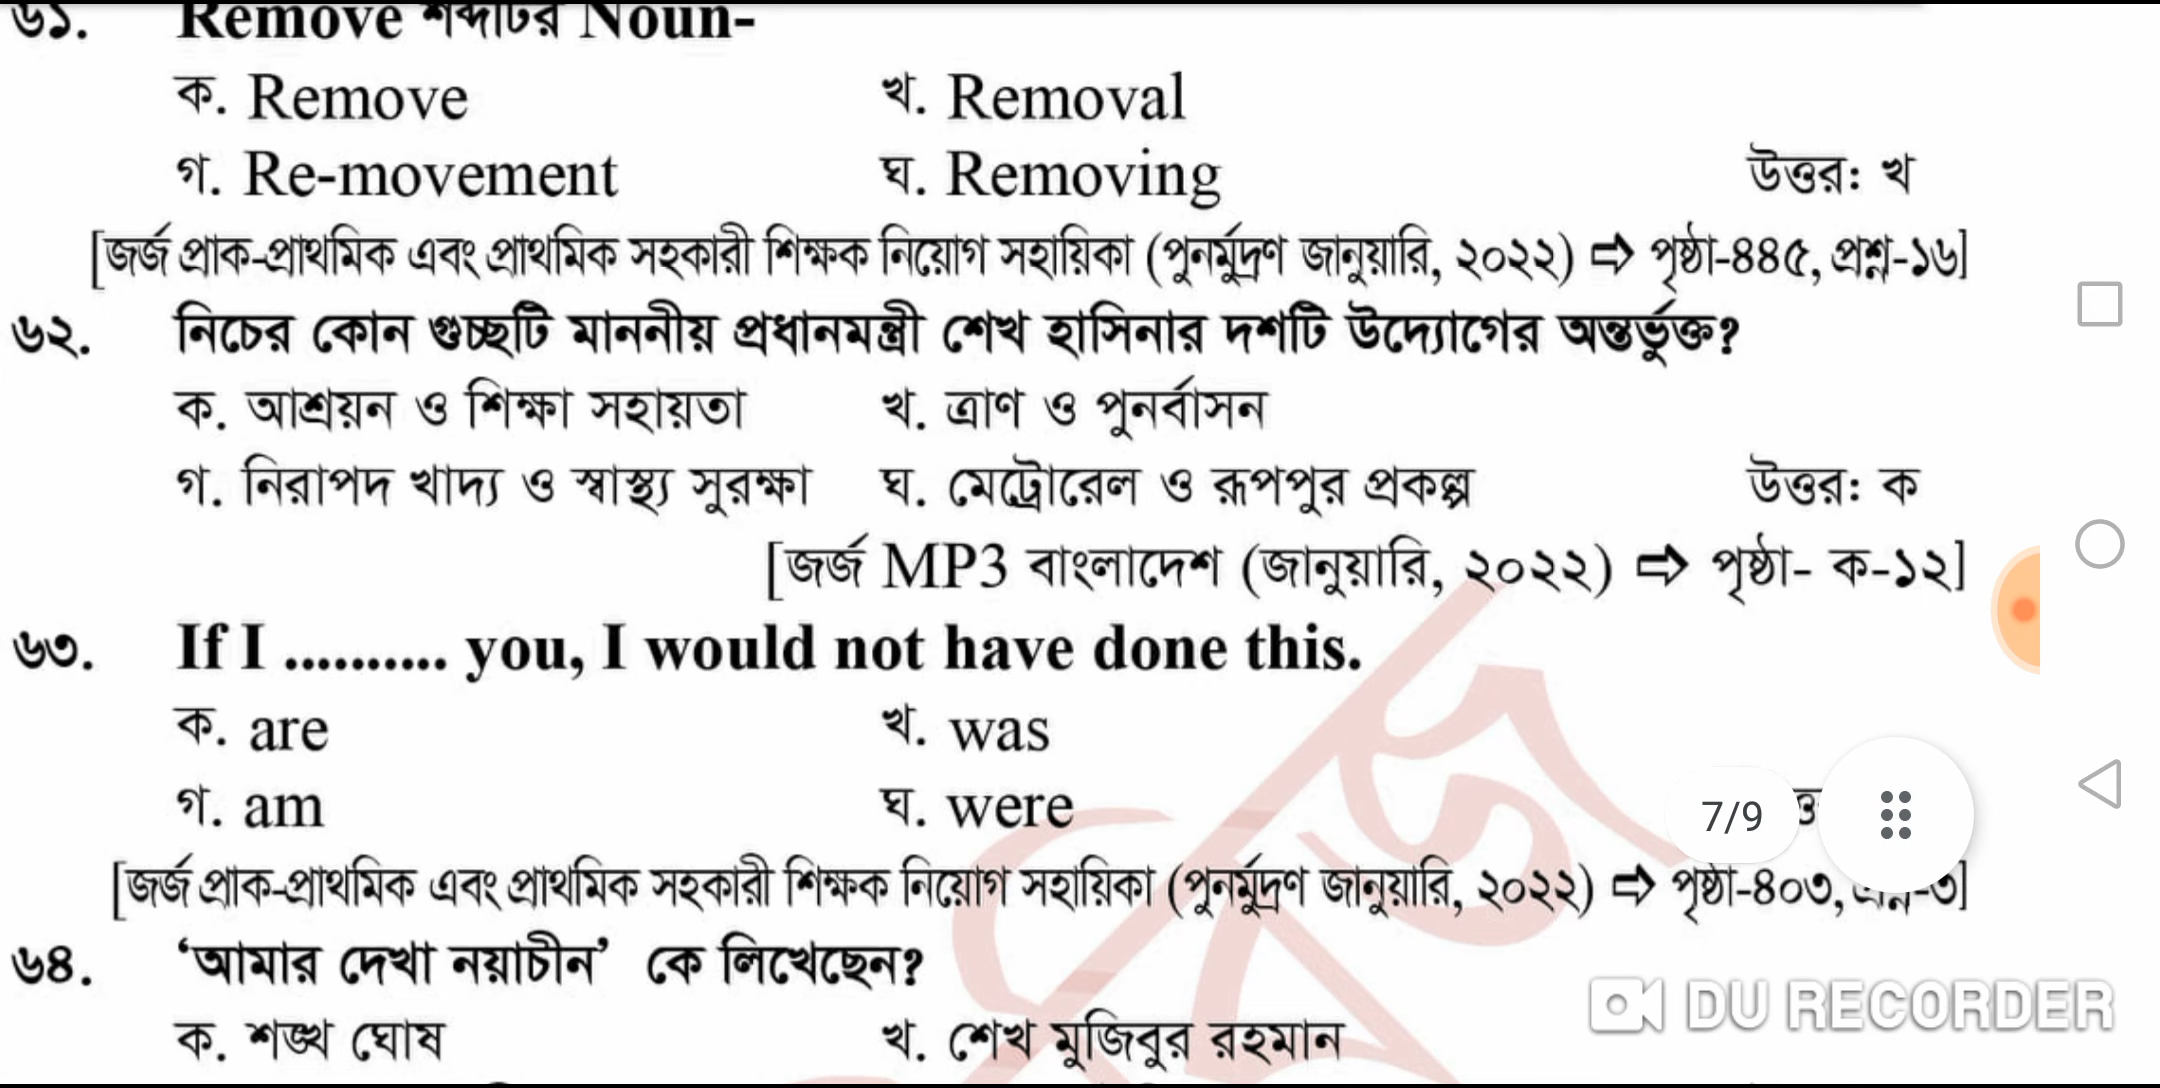 ৬১. Remove শব্দটির Noun-
ক. Remove খ. Removal
গ. Re-movement ঘ. Removing উত্তরঃ খ
[জর্জ প্রাক-প্রাথমিক এবং প্রাথমিক সহকারী শিক্ষক নিয়োগ সহায়িকা (পুনর্মুদ্রণ জানুয়ারি, ২০২২) ⇨ পৃষ্ঠা-৪৪৫, প্রশ্ন-১৬]
৬২. নিচের কোন গুচ্ছটি মাননীয় প্রধানমন্ত্রী শেখ হাসিনার দশটি উদ্যোগের অন্তর্ভুক্ত?
ক. আশ্রয়ন ও শিক্ষা সহায়তা খ. ত্রাণ ও পুনর্বাসন
গ. নিরাপদ খাদ্য ও স্বাস্থ্য সুরক্ষা ঘ. মেট্রোরেল ও রূপপুর প্রকল্প উত্তরঃ ক
[জর্জ MP3 বাংলাদেশ (জানুয়ারি, ২০২২) ⇨ পৃষ্ঠা- ক-১২]
৬৩. If I .......... you, I would not have done this.
ক. are খ. was
গ. am ঘ. were
7/9
[জর্জ প্রাক-প্রাথমিক এবং প্রাথমিক সহকারী শিক্ষক নিয়োগ সহায়িকা (পুনর্মুদ্রণ জানুয়ারি, ২০২২) ⇨ পৃষ্ঠা-৪০৩,
৬৪. ‘আমার দেখা নয়াচীন’ কে লিখেছেন?
DU RECORDER
ক. শঙ্খ ঘোষ খ. শেখ মুজিবুর রহমান